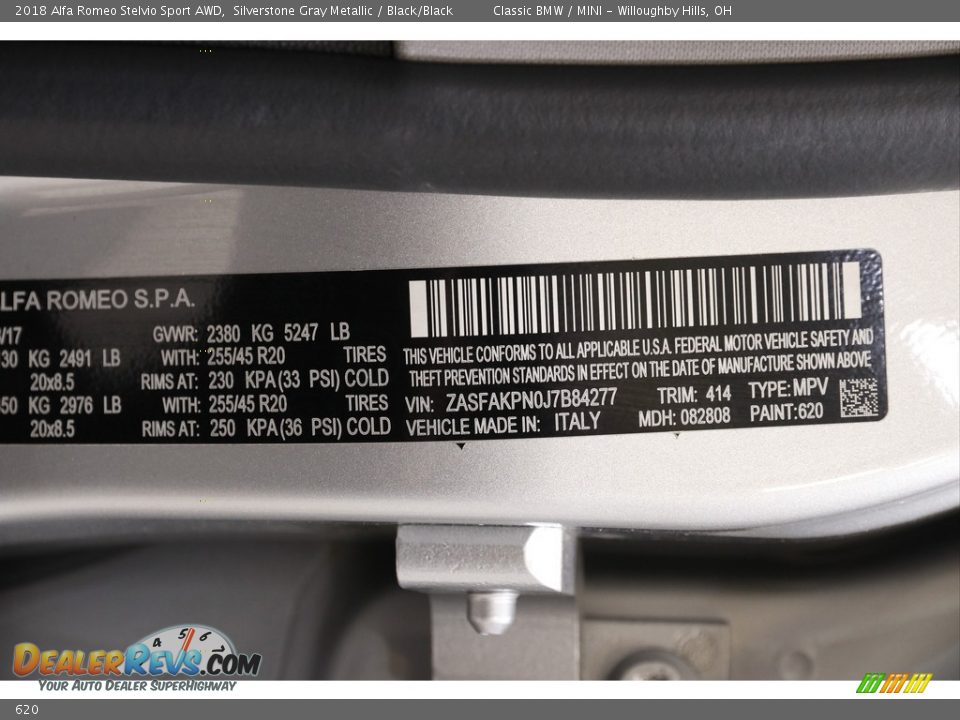 2018 Alfa Romeo Stelvio Sport AWD, Silverstone Gray Metallic / Black/Black Classic BMW / MINI – Willoughby Hills, OH
LFA ROMEO S.P.A.
/17 GVWR: 2380 KG 5247 LB
30 KG 2491 LB WITH: 255/45 R20 TIRES
20x8.5 RIMS AT: 230 KPA (33 PSI) COLD
50 KG 2976 LB WITH: 255/45 R20 TIRES
20x8.5 RIMS AT: 250 KPA (36 PSI) COLD
THIS VEHICLE CONFORMS TO ALL APPLICABLE U.S.A. FEDERAL MOTOR VEHICLE SAFETY AND
THEFT PREVENTION STANDARDS IN EFFECT ON THE DATE OF MANUFACTURE SHOWN ABOVE
VIN: ZASFAKPN0J7B84277 TRIM: 414 TYPE: MPV
VEHICLE MADE IN: ITALY MDH: 082808 PAINT: 620
4 5 6
DEALERREVS.COM
YOUR AUTO DEALER SUPERHIGHWAY
620